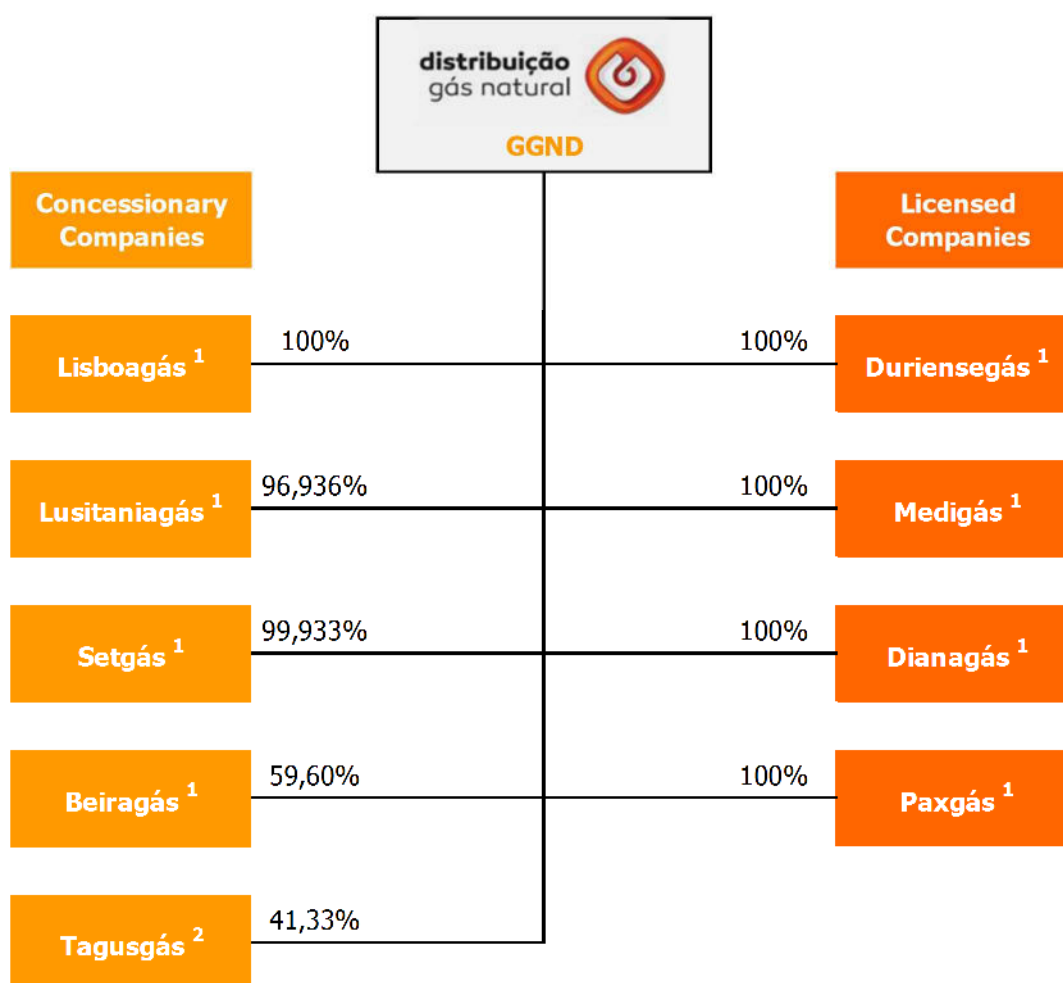 distribuição
gás natural
GGND
Concessionary
Companies
Licensed
Companies
Lisboagás 1
100%
100%
Duriensegás 1
Lusitaniagás 1
96,936%
100%
Medigás 1
Setgás 1
99,933%
100%
Dianagás 1
Beiragás 1
59,60%
100%
Paxgás 1
Tagusgás 2
41,33%